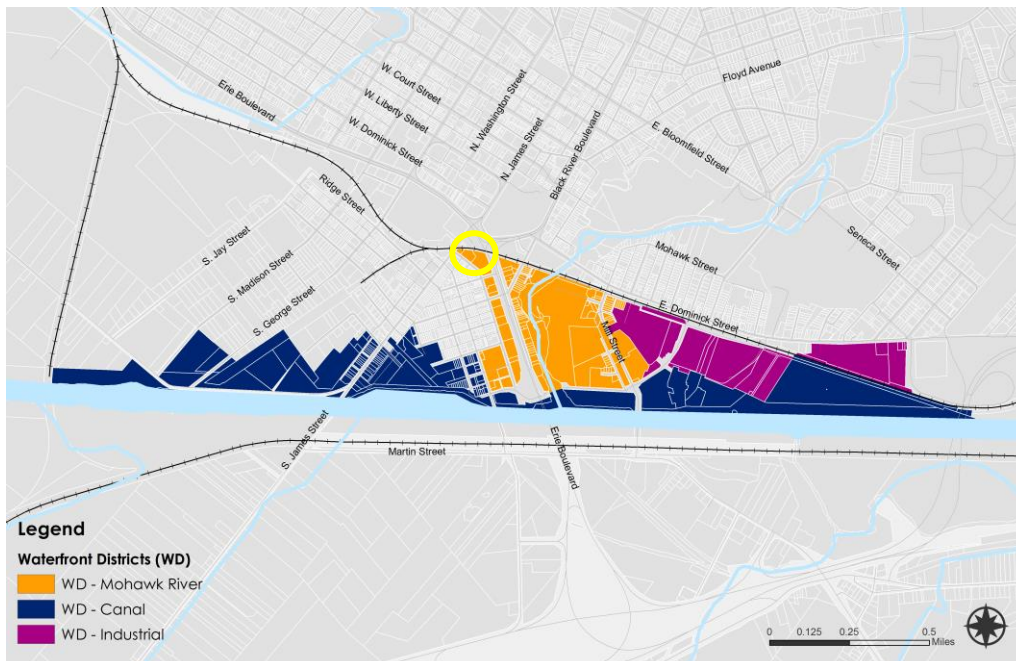 Floyd Avenue
W. Court Street
N. Washington Street
Erie Boulevard
W. Liberty Street
N. James Street
W. Dominick Street
Black River Boulevard
E. Bloomfield Street
Ridge Street
S. Jay Street
Mohawk Street
Seneca Street
S. Madison Street
S. George Street
E. Dominick Street
Mill Street
S. James Street
Martin Street
Erie Boulevard
Legend
Waterfront Districts (WD)
WD - Mohawk River
WD - Canal
WD - Industrial
0 0.125 0.25 0.5
Miles